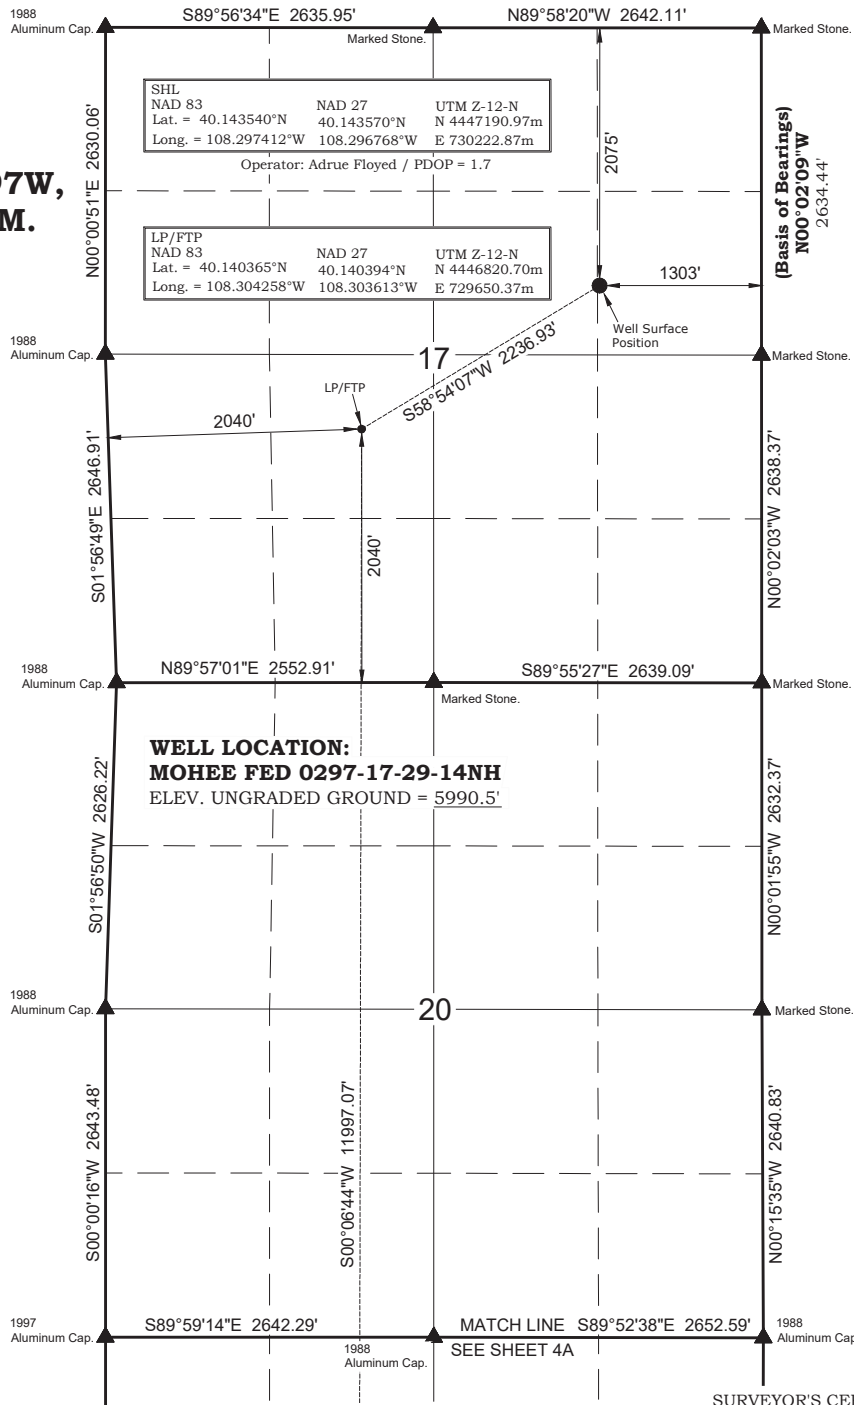 1988
Aluminum Cap.
S89°56'34"E 2635.95'
N89°58'20"W 2642.11'
Marked Stone.
Marked Stone.
SHL
NAD 83 NAD 27 UTM Z-12-N
Lat. = 40.143540°N 40.143570°N N 4447190.97m
Long. = 108.297412°W 108.296768°W E 730222.87m
Operator: Adrue Floyed / PDOP = 1.7
N00°00'51"E 2630.06'
2075'
(Basis of Bearings)
N00°02'09"W
2634.44'
7W,
M.
LP/FTP
NAD 83 NAD 27 UTM Z-12-N
Lat. = 40.140365°N 40.140394°N N 4446820.70m
Long. = 108.304258°W 108.303613°W E 729650.37m
1303'
Well Surface
Position
1988
Aluminum Cap.
17
Marked Stone.
S58°54'07"W 2236.93'
LP/FTP
2040'
S01°56'49"E 2646.91'
2040'
N00°02'03"W 2638.37'
1988
Aluminum Cap.
N89°57'01"E 2552.91'
S89°55'27"E 2639.09'
Marked Stone.
Marked Stone.
WELL LOCATION:
MOHEE FED 0297-17-29-14NH
ELEV. UNGRADED GROUND = 5990.5'
S01°56'50"W 2626.22'
N00°01'55"W 2632.37'
1988
Aluminum Cap.
20
Marked Stone.
S00°00'16"W 2643.48'
S00°06'44"W 11997.07'
N00°15'35"W 2640.83'
1997
Aluminum Cap.
S89°59'14"E 2642.29'
MATCH LINE S89°52'38"E 2652.59'
SEE SHEET 4A
1988
Aluminum Cap.
1988
Aluminum Cap
SURVEYOR'S CE